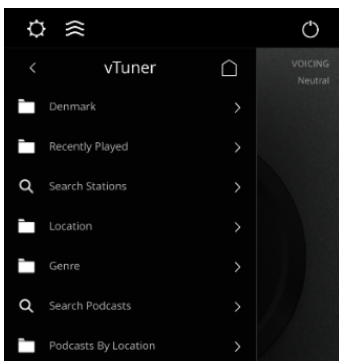 vTuner
VOICING
Neutral
Denmark
Recently Played
Search Stations
Location
Genre
Search Podcasts
Podcasts By Location